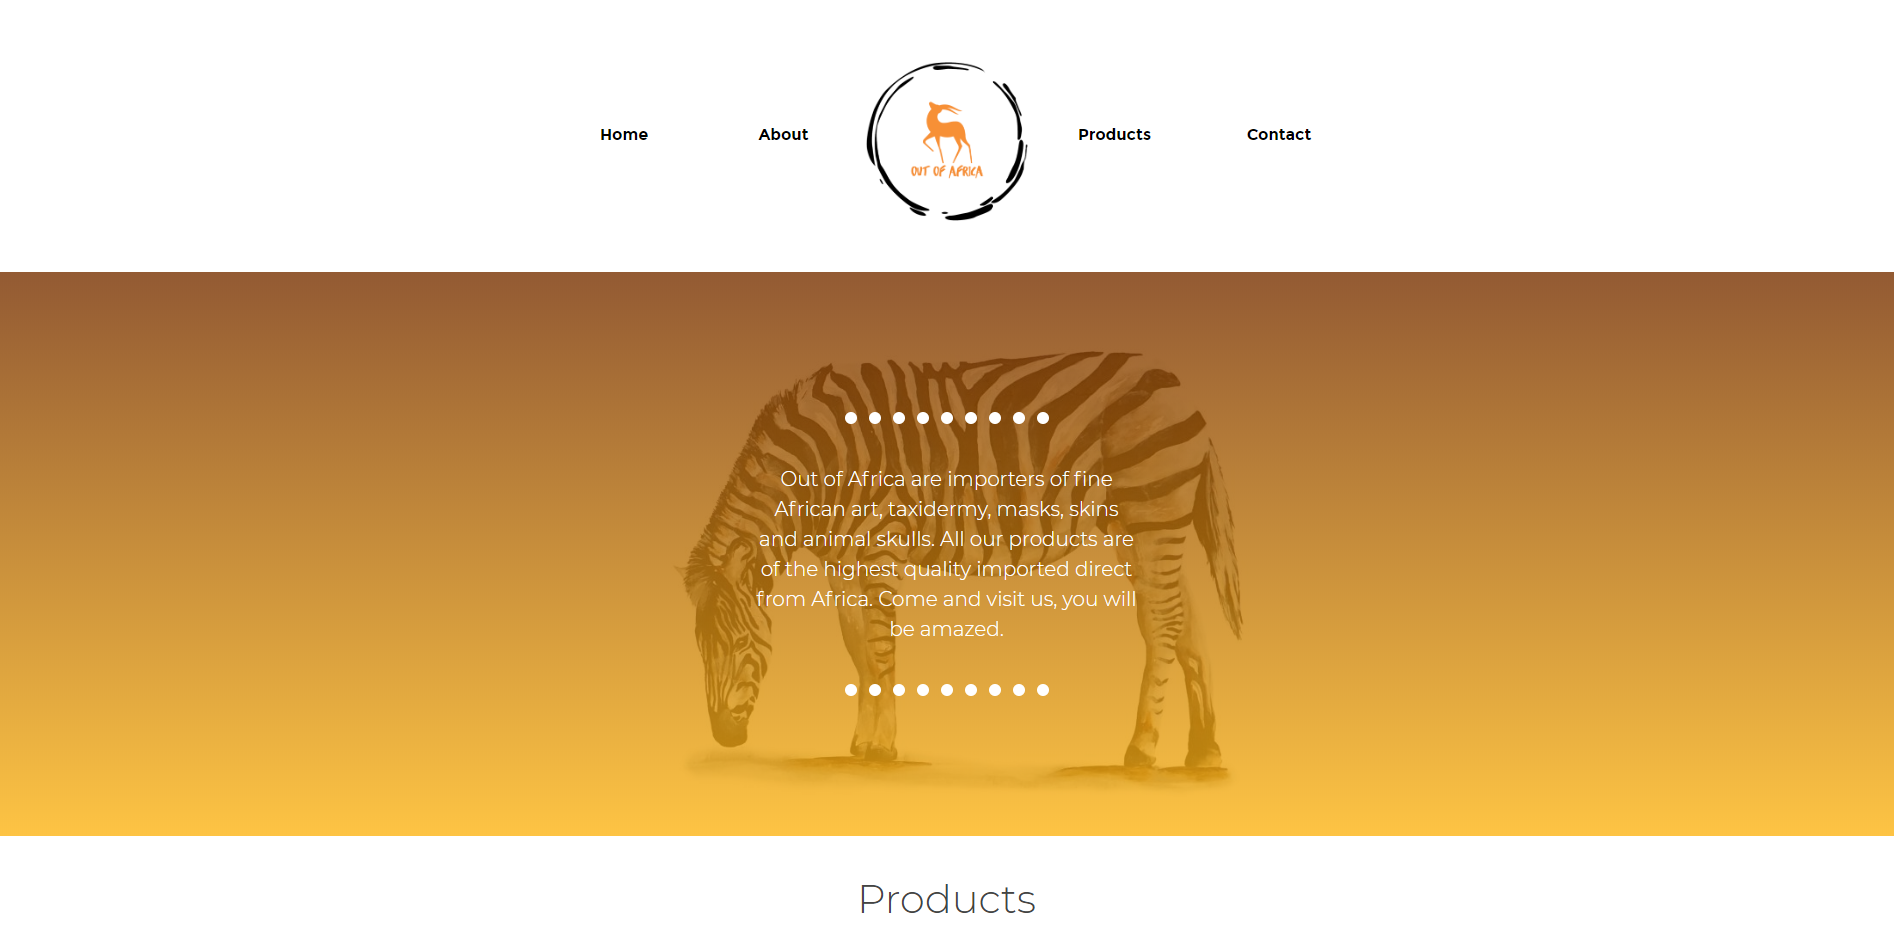 Home
About
OUT OF AFRICA
Products
Contact
Out of Africa are importers of fine
African art, taxidermy, masks, skins
and animal skulls. All our products are
of the highest quality imported direct
from Africa. Come and visit us, you will
be amazed.
Products